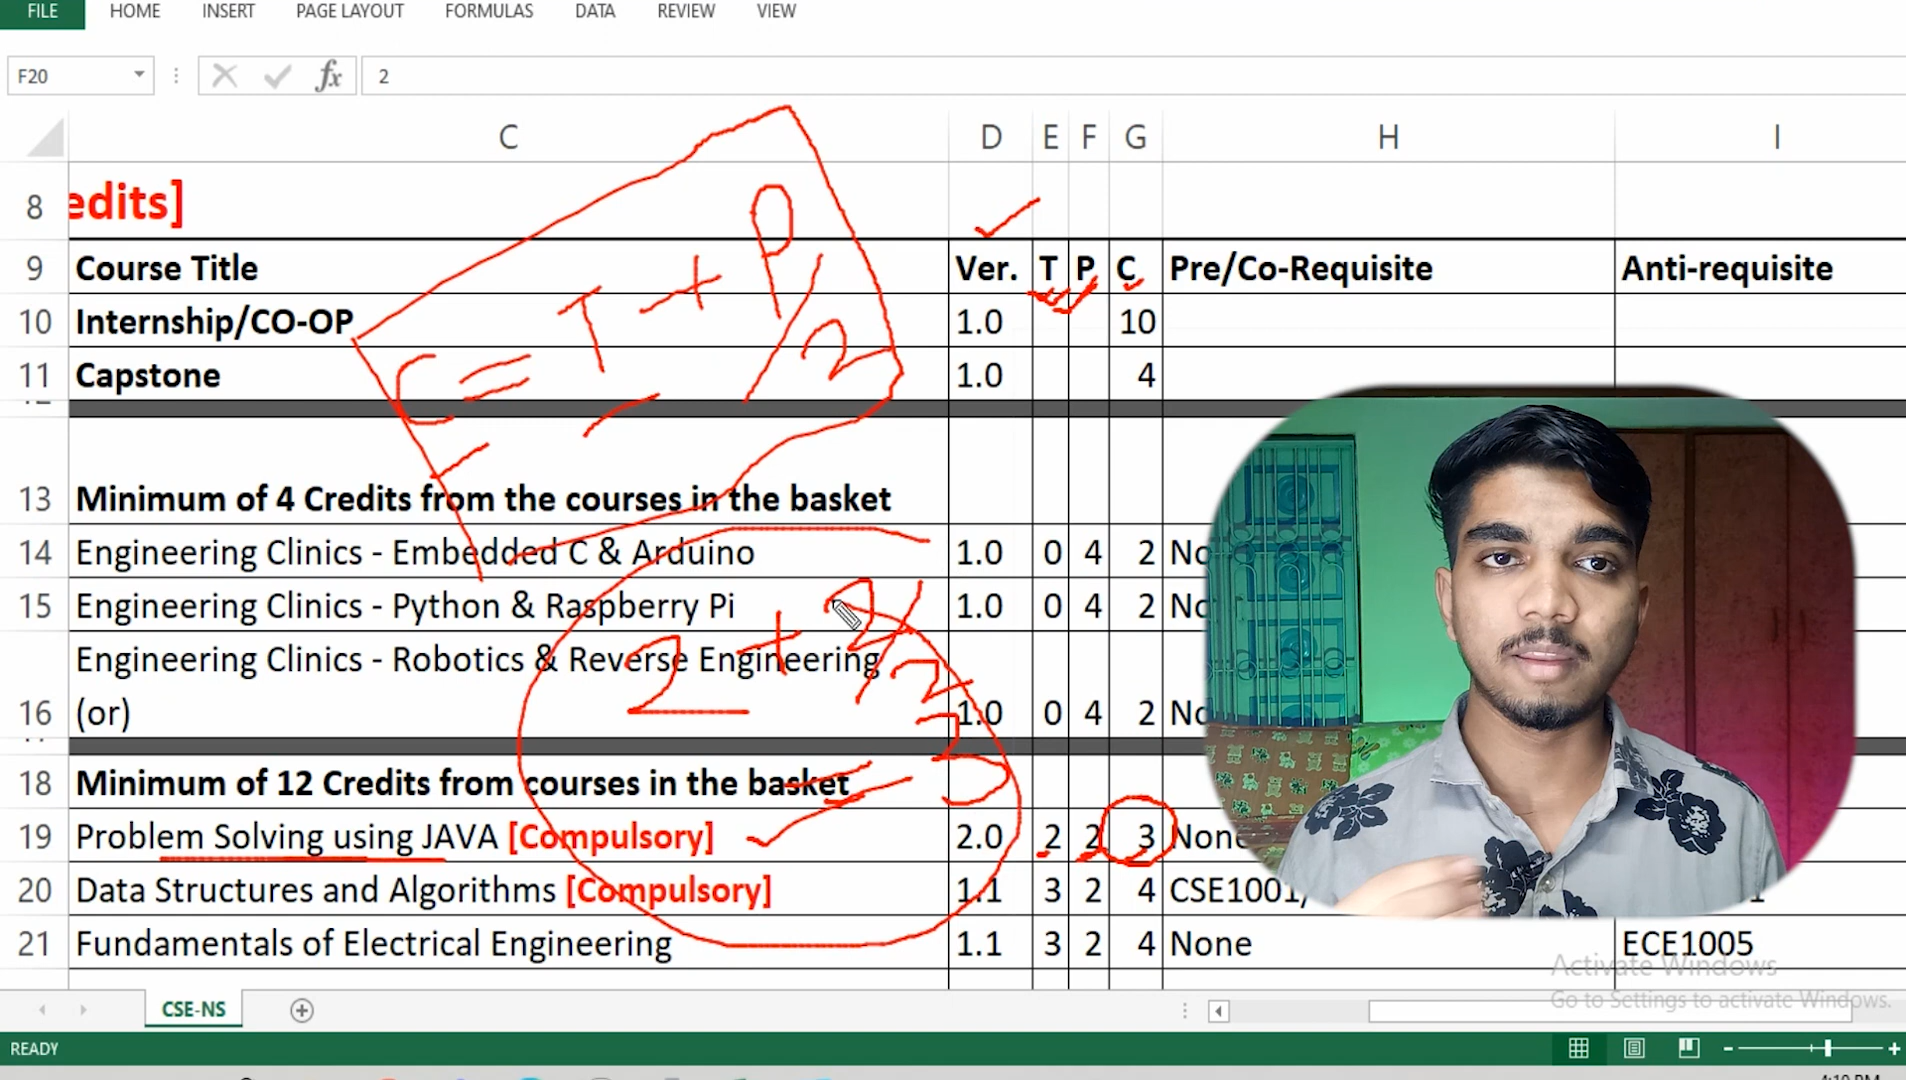 FILE HOME INSERT PAGE LAYOUT FORMULAS DATA REVIEW VIEW
F20 fx 2
C D E F G H I
8 edits]
9 Course Title Ver. T P C Pre/Co-Requisite Anti-requisite
10 Internship/CO-OP 1.0 10
11 Capstone 1.0 4
C = T + P/2
13 Minimum of 4 Credits from the courses in the basket
14 Engineering Clinics - Embedded C & Arduino 1.0 0 4 2 No
15 Engineering Clinics - Python & Raspberry Pi 1.0 0 4 2 No
Engineering Clinics - Robotics & Reverse Engineering
16 (or) 1.0 0 4 2 No
2 + 2/2
= 3
18 Minimum of 12 Credits from courses in the basket
19 Problem Solving using JAVA [Compulsory] 2.0 2 2 3 None
20 Data Structures and Algorithms [Compulsory] 1.1 3 2 4 CSE1001/
21 Fundamentals of Electrical Engineering 1.1 3 2 4 None ECE1005
Activate Windows
Go to Settings to activate Windows.
CSE-NS
READY